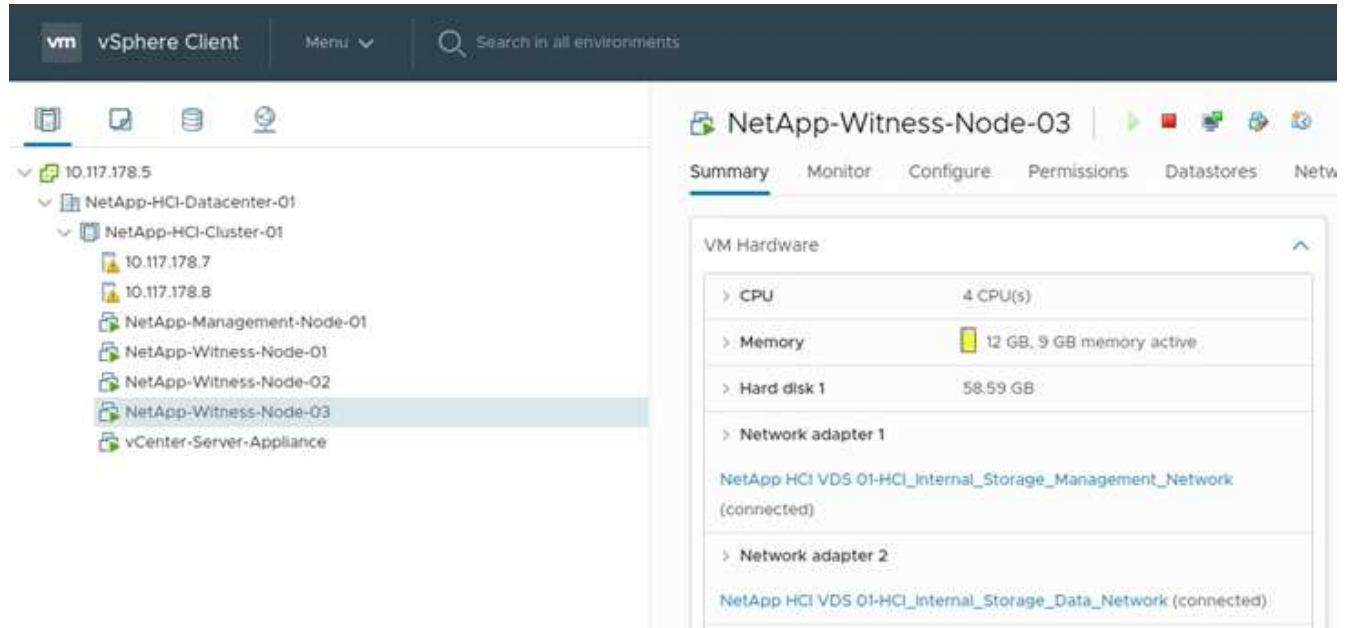 vm vSphere Client Menu Search in all environments
10.117.178.5
NetApp-HCI-Datacenter-01
NetApp-HCI-Cluster-01
10.117.178.7
10.117.178.8
NetApp-Management-Node-01
NetApp-Witness-Node-01
NetApp-Witness-Node-02
NetApp-Witness-Node-03
vCenter-Server-Appliance
NetApp-Witness-Node-03
Summary Monitor Configure Permissions Datastores Netw
VM Hardware
CPU 4 CPU(s)
Memory 12 GB, 9 GB memory active
Hard disk 1 58.59 GB
Network adapter 1
NetApp HCI VDS 01-HCI_Internal_Storage_Management_Network
(connected)
Network adapter 2
NetApp HCI VDS 01-HCI_Internal_Storage_Data_Network (connected)